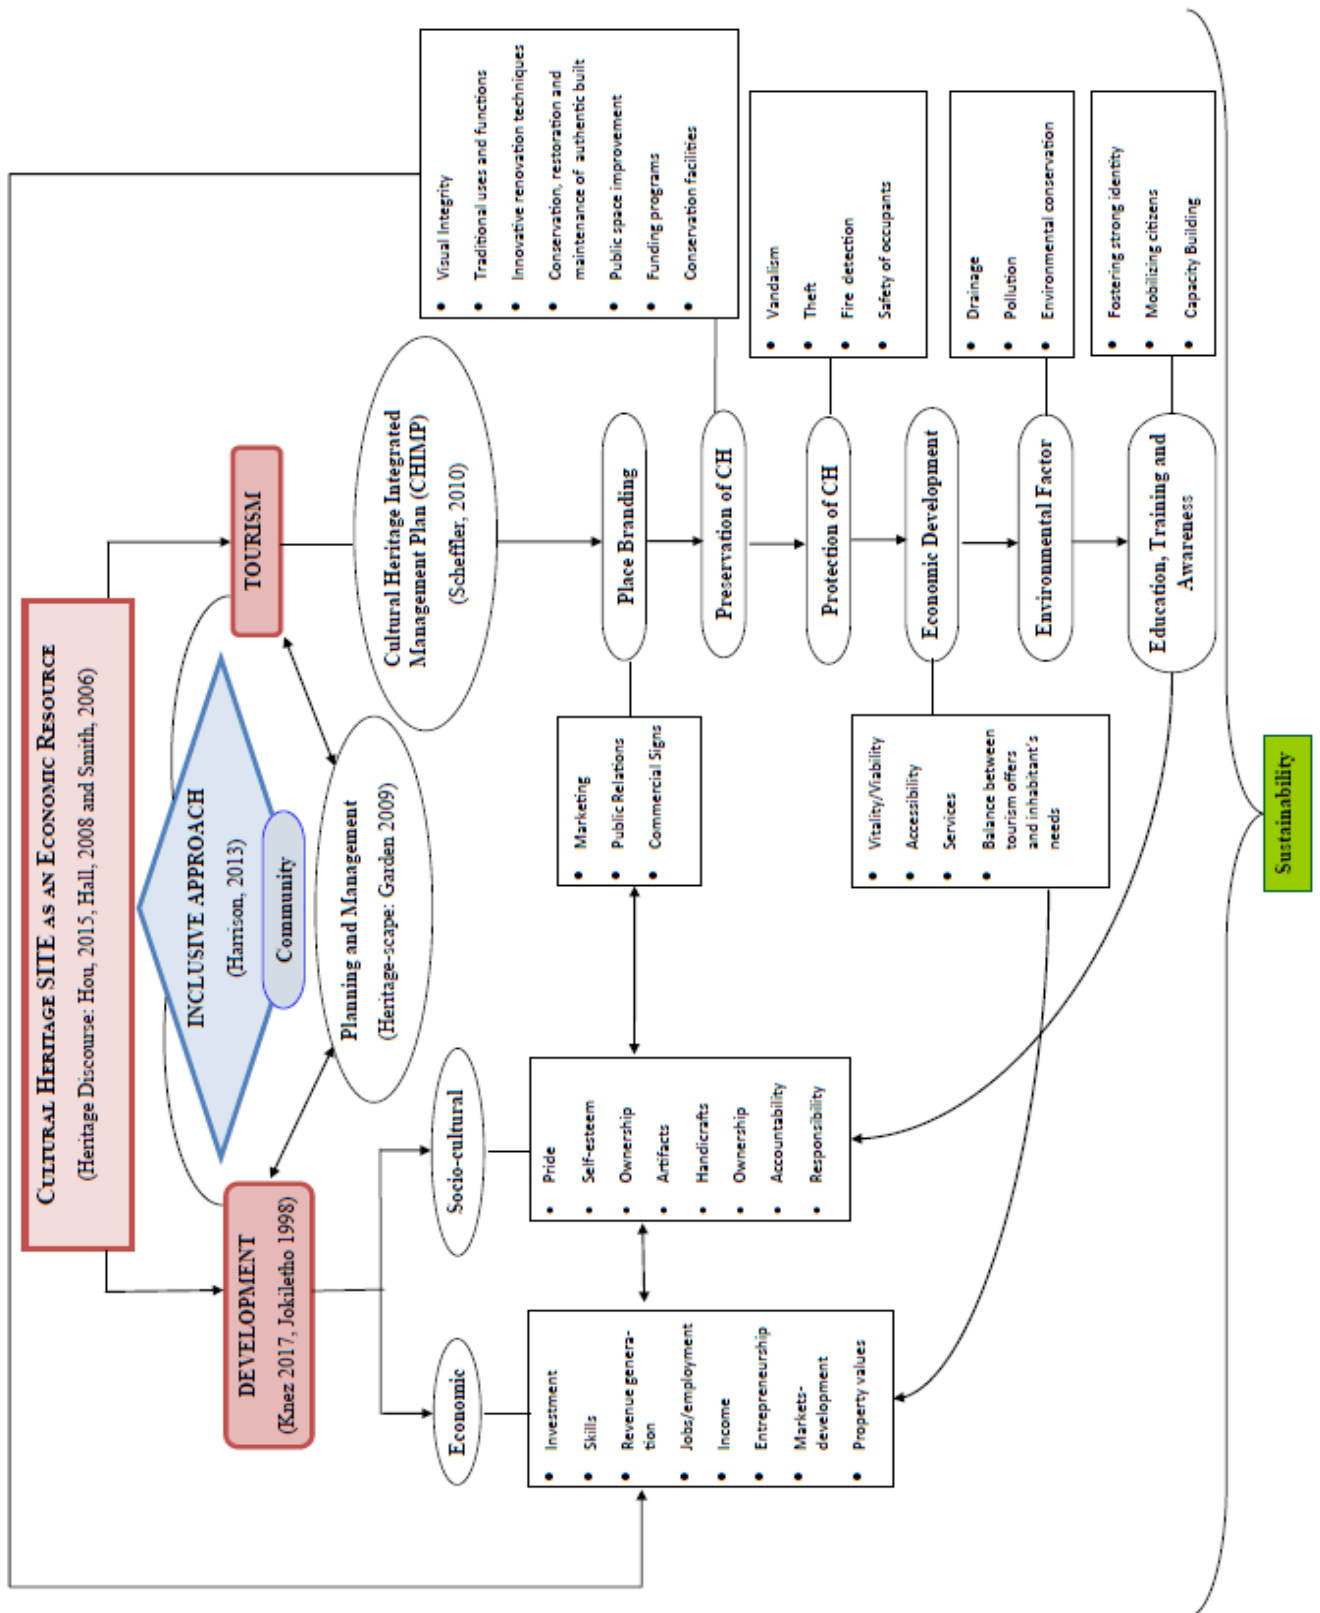 CULTURAL HERITAGE SITE AS AN ECONOMIC RESOURCE
(Heritage Discourse: Hou, 2015, Hall, 2008 and Smith, 2006)
INCLUSIVE APPROACH
(Harrison, 2013)
Community
DEVELOPMENT
(Knez 2017, Jokiletho 1998)
TOURISM
Planning and Management
(Heritage-scape: Garden 2009)
Cultural Heritage Integrated
Management Plan (CHIMP)
(Scheffler, 2010)
Economic
Socio-cultural
• Investment
• Skills
• Revenue genera-
tion
• Jobs/employment
• Income
• Entrepreneurship
• Markets-
development
• Property values
• Pride
• Self-esteem
• Ownership
• Artifacts
• Handicrafts
• Ownership
• Accountability
• Responsibility
• Marketing
• Public Relations
• Commercial Signs
• Vitality/Viability
• Accessibility
• Services
• Balance between
tourism offers
and inhabitant's
needs
Place Branding
Preservation of CH
Protection of CH
Economic Development
Environmental Factor
Education, Training and
Awareness
• Visual Integrity
• Traditional uses and functions
• Innovative renovation techniques
• Conservation, restoration and
maintenance of authentic built
• Public space improvement
• Funding programs
• Conservation facilities
• Vandalism
• Theft
• Fire detection
• Safety of occupants
• Drainage
• Pollution
• Environmental conservation
• Fostering strong identity
• Mobilizing citizens
• Capacity Building
Sustainability